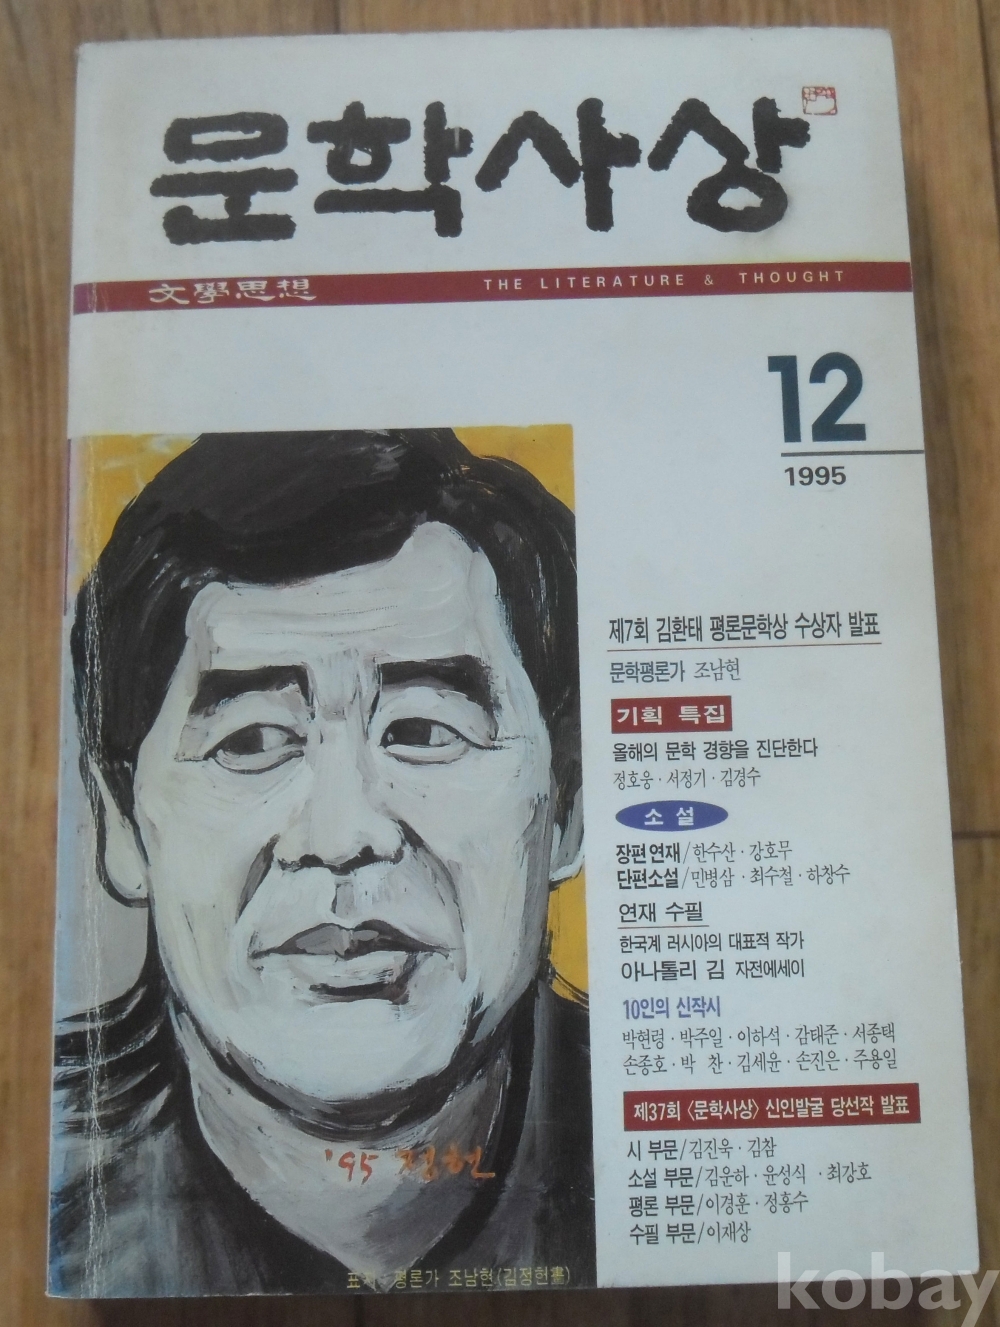 문학사상
文學思想 THE LITERATURE & THOUGHT
12
1995
제7회 김환태 평론문학상 수상자 발표
문학평론가 조남현
기획 특집
올해의 문학 경향을 진단한다
정호웅·서정기·김경수
소 설
장편연재/한수산·강호무
단편소설/민병삼·최수철·하창수
연재 수필
한국계 러시아의 대표적 작가
아나톨리 김 자전에세이
10인의 신작시
박현령·박주일·이하석·감태준·서종택
손종호·박 찬·김세윤·손진은·주용일
제37회 〈문학사상〉 신인발굴 당선작 발표
시 부문/김진욱·김참
소설 부문/김운하·윤성식·최강호
평론 부문/이경훈·정홍수
수필 부문/이재상
'95 정헌
표지, 평론가 조남현(김정헌畵)
kobay